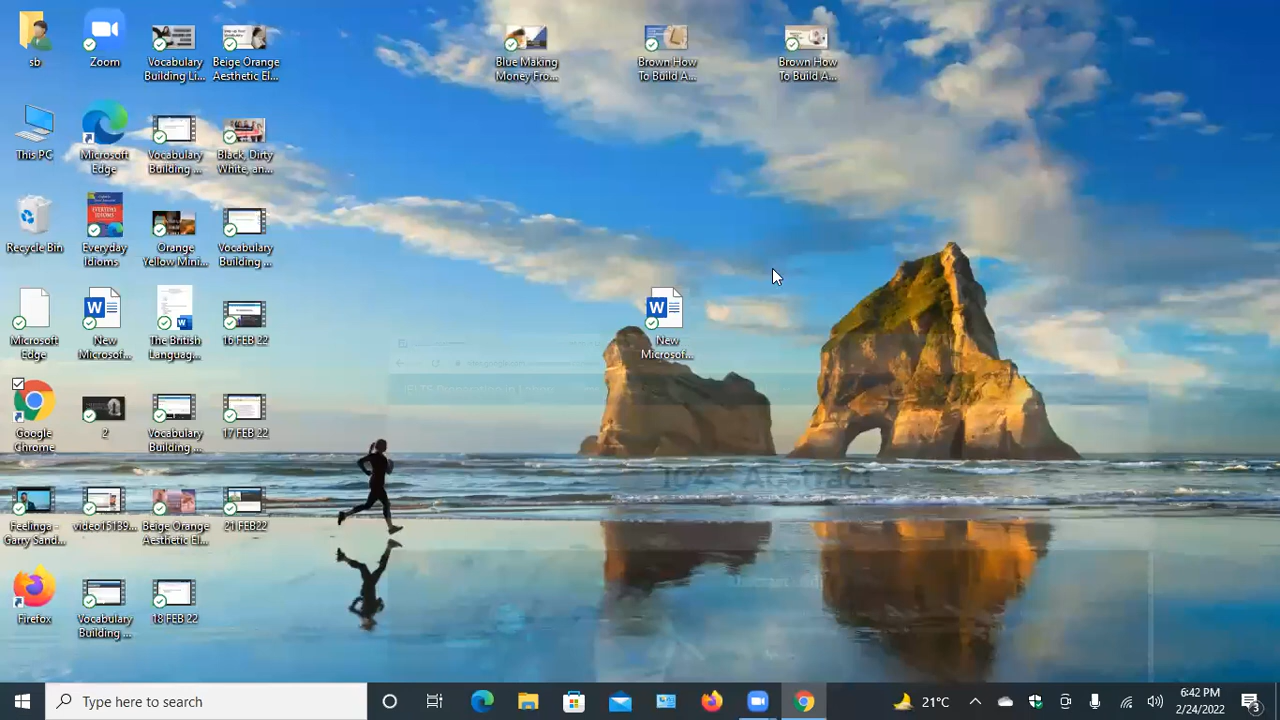 sb
Zoom
Vocabulary
Building Li...
Beige Orange
Aesthetic El...
Blue Making
Money Fro...
Brown How
To Build A...
Brown How
To Build A...
This PC
Microsoft
Edge
Vocabulary
Building ...
Black, Dirty
White, an...
Recycle Bin
EVERYDAY
IDIOMS
Everyday
Idioms
Orange
Yellow Mini...
Vocabulary
Building ...
Microsoft
Edge
New
Microsof...
The British
Languag...
16 FEB 22
New
Microsof...
Google
Chrome
2
Vocabulary
Building ...
17 FEB 22
Feelinga -
Garry Sand...
video15139...
Beige Orange
Aesthetic El...
21 FEB22
Firefox
Vocabulary
Building ...
18 FEB 22
Abstract
Type here to search
21°C
6:42 PM
2/24/2022
3